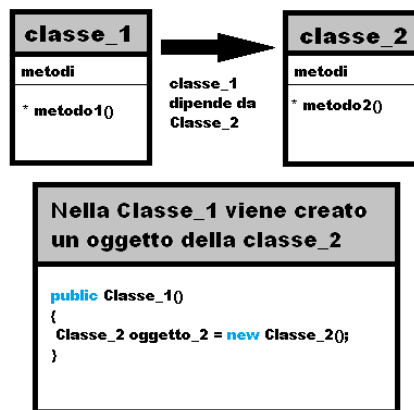 classe_1
metodi
* metodo1()
classe_1
dipende da
Classe_2
classe_2
metodi
* metodo2()
Nella Classe_1 viene creato
un oggetto della classe_2
public Classe_1()
{
Classe_2 oggetto_2 = new Classe_2();
}